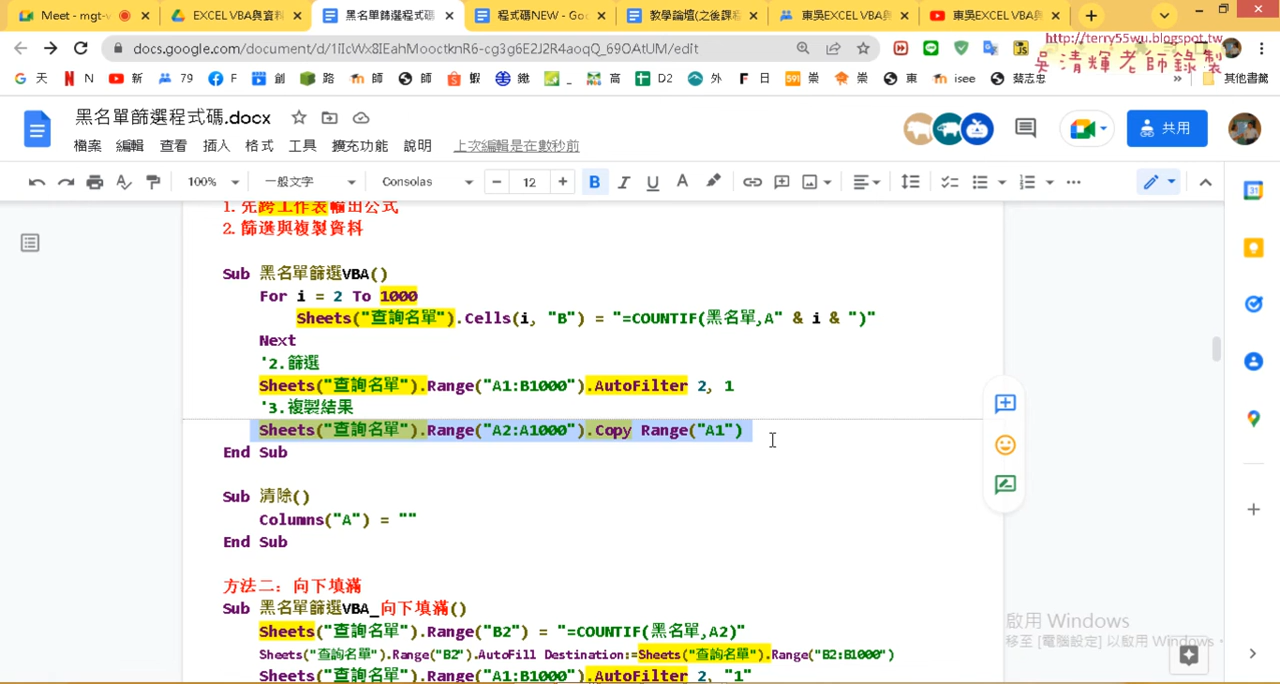 Meet - mgt-
EXCEL VBA與資料
黑名單篩選程式碼
程式碼NEW - Goo
教學論壇(之後課程
東吳EXCEL VBA與
東吳EXCEL VBA與
docs.google.com/document/d/1IcWx8IEahMooctknR6-cg3g6E2J2R4aoqQ_69OAtUM/edit
http://terry55wu.blogspot.tw
吳清輝老師錄製
天 N 新 79 F 創 路 師 師 蝦 緻 _ 高 D2 外 日 崇 崇 東 isee 蔡志忠 » 其他書籤
黑名單篩選程式碼.docx
共用
檔案 編輯 查看 插入 格式 工具 擴充功能 說明 上次編輯是在數秒前
100% 一般文字 Consolas − 12 + B I U A
1.先跨工作表輸出公式
2.篩選與複製資料
Sub 黑名單篩選VBA()
For i = 2 To 1000
Sheets("查詢名單").Cells(i, "B") = "=COUNTIF(黑名單,A" & i & ")"
Next
'2.篩選
Sheets("查詢名單").Range("A1:B1000").AutoFilter 2, 1
'3.複製結果
Sheets("查詢名單").Range("A2:A1000").Copy Range("A1")
End Sub
Sub 清除()
Columns("A") = ""
End Sub
方法二：向下填滿
Sub 黑名單篩選VBA_向下填滿()
Sheets("查詢名單").Range("B2") = "=COUNTIF(黑名單,A2)"
Sheets("查詢名單").Range("B2").AutoFill Destination:=Sheets("查詢名單").Range("B2:B1000")
Sheets("查詢名單").Range("A1:B1000").AutoFilter 2, "1"
啟用 Windows
移至 [電腦設定] 以啟用 Windows。